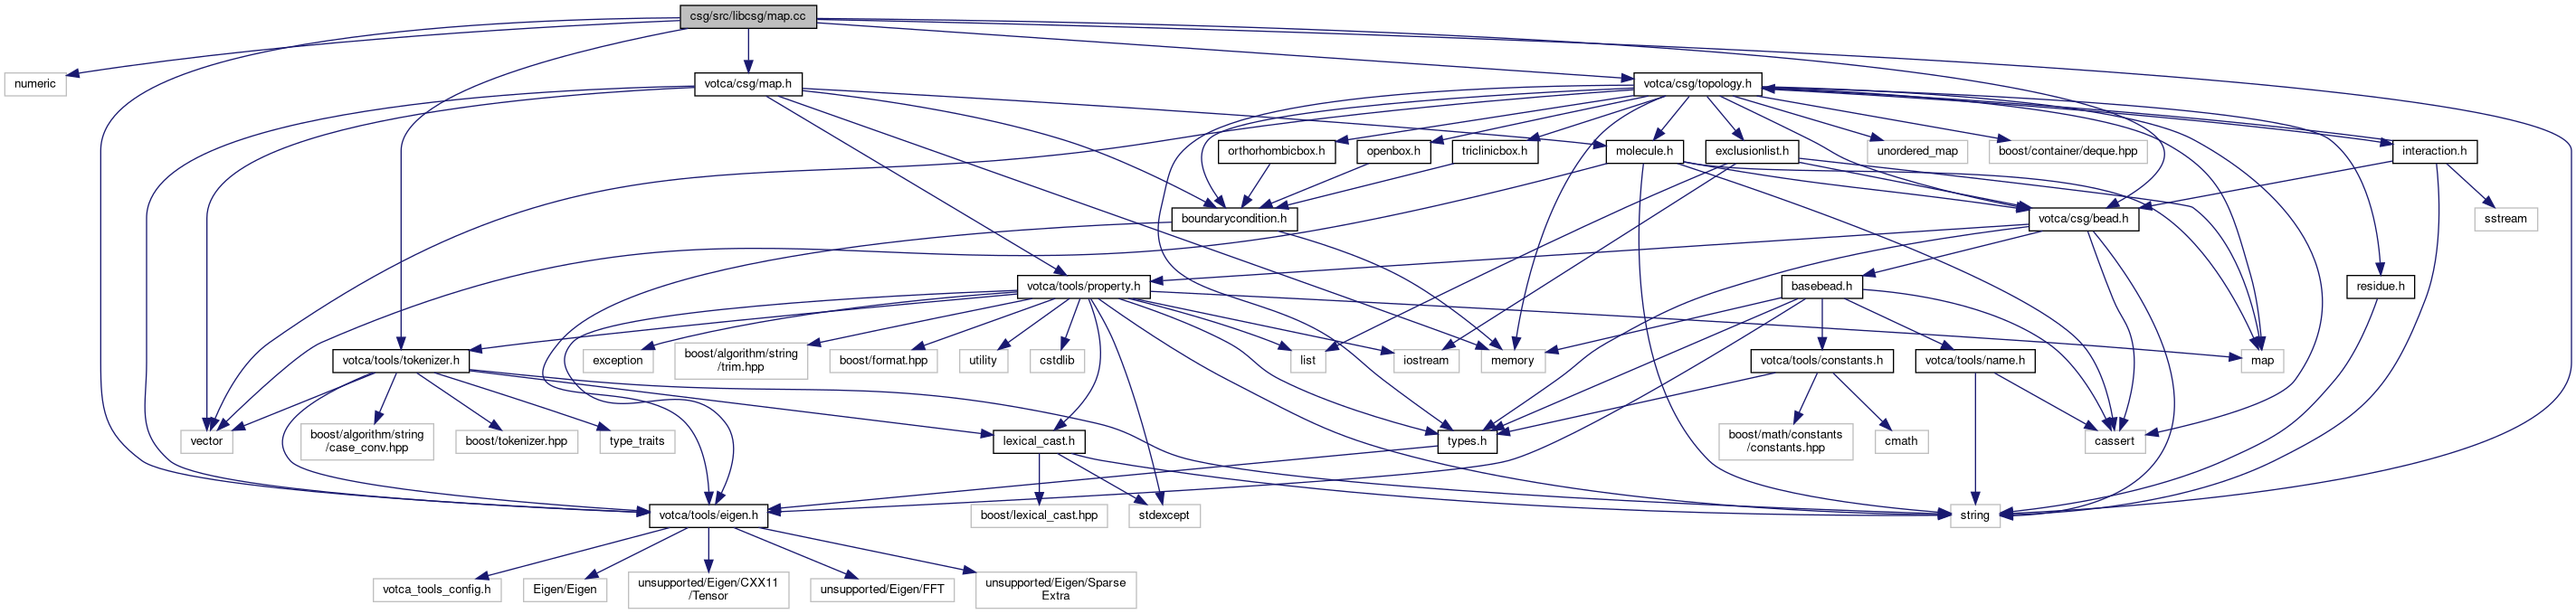 csg/src/libcsg/map.cc
numeric
votca/csg/map.h
votca/csg/topology.h
orthorhombicbox.h
openbox.h
triclinicbox.h
molecule.h
exclusionlist.h
unordered_map
boost/container/deque.hpp
interaction.h
boundarycondition.h
votca/csg/bead.h
sstream
votca/tools/property.h
basebead.h
residue.h
votca/tools/tokenizer.h
exception
boost/algorithm/string
/trim.hpp
boost/format.hpp
utility
cstdlib
list
iostream
memory
votca/tools/constants.h
votca/tools/name.h
map
vector
boost/algorithm/string
/case_conv.hpp
boost/tokenizer.hpp
type_traits
lexical_cast.h
types.h
boost/math/constants
/constants.hpp
cmath
cassert
votca/tools/eigen.h
boost/lexical_cast.hpp
stdexcept
string
votca_tools_config.h
Eigen/Eigen
unsupported/Eigen/CXX11
/Tensor
unsupported/Eigen/FFT
unsupported/Eigen/Sparse
Extra